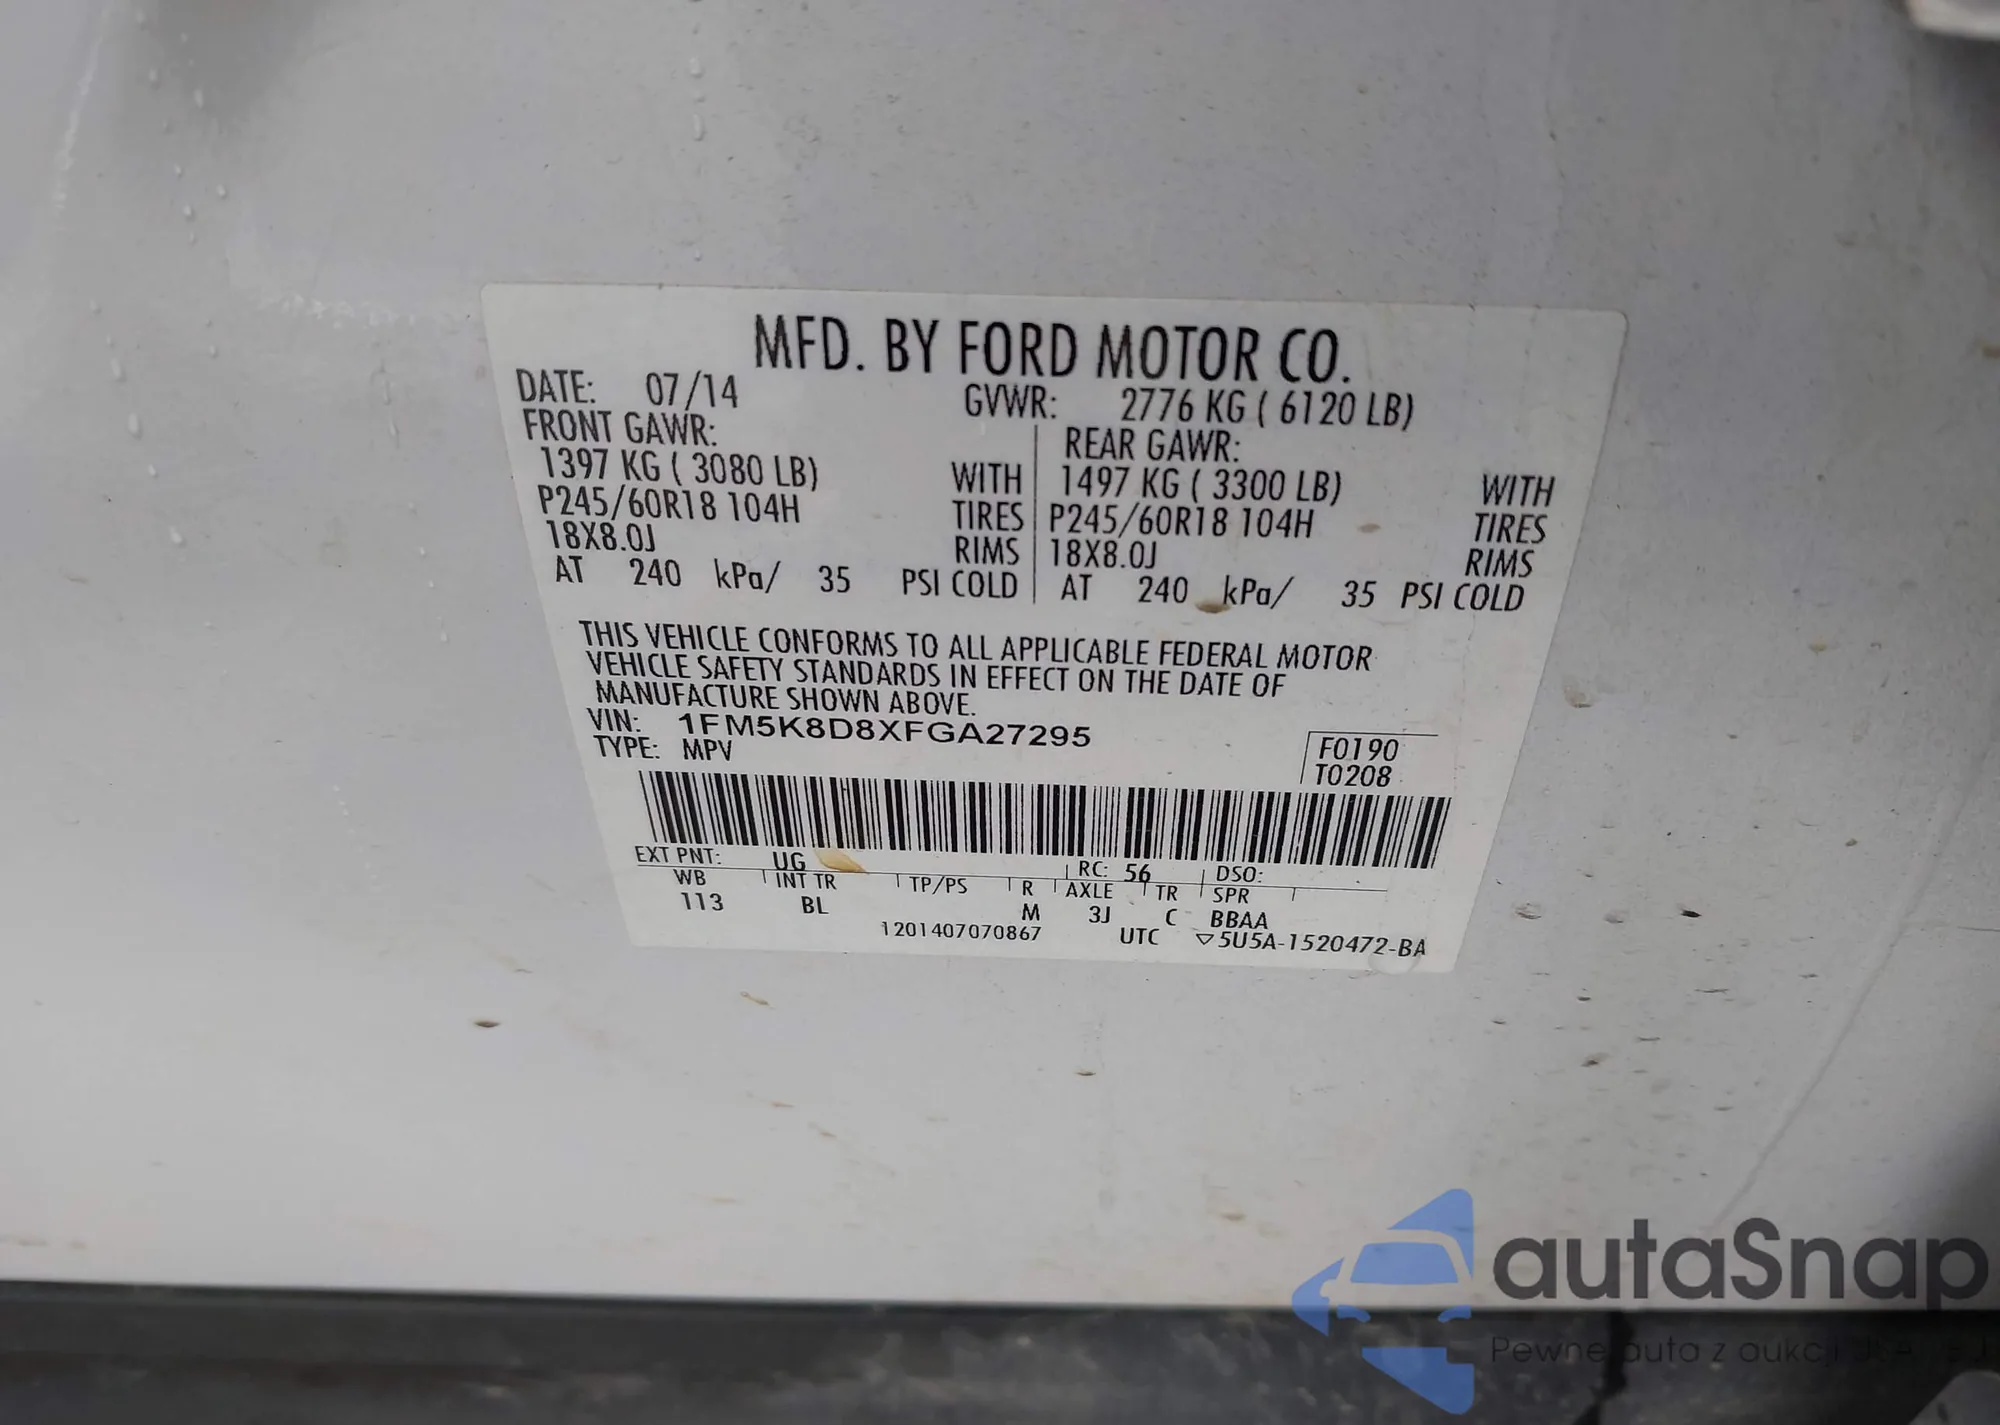 MFD. BY FORD MOTOR CO.
DATE: 07/14 GVWR: 2776 KG ( 6120 LB)
FRONT GAWR: REAR GAWR:
1397 KG ( 3080 LB) WITH 1497 KG ( 3300 LB) WITH
P245/60R18 104H TIRES P245/60R18 104H TIRES
18X8.0J RIMS 18X8.0J RIMS
AT 240 kPa/ 35 PSI COLD AT 240 kPa/ 35 PSI COLD
THIS VEHICLE CONFORMS TO ALL APPLICABLE FEDERAL MOTOR
VEHICLE SAFETY STANDARDS IN EFFECT ON THE DATE OF
MANUFACTURE SHOWN ABOVE.
VIN: 1FM5K8D8XFGA27295
TYPE: MPV
F0190
T0208
EXT PNT: UG RC: 56 DSO:
WB INT TR TP/PS R AXLE TR SPR
113 BL M 3J C BBAA
1201407070867 UTC ▽5U5A-1520472-BA
autaSnap
Pewne auta z aukcji